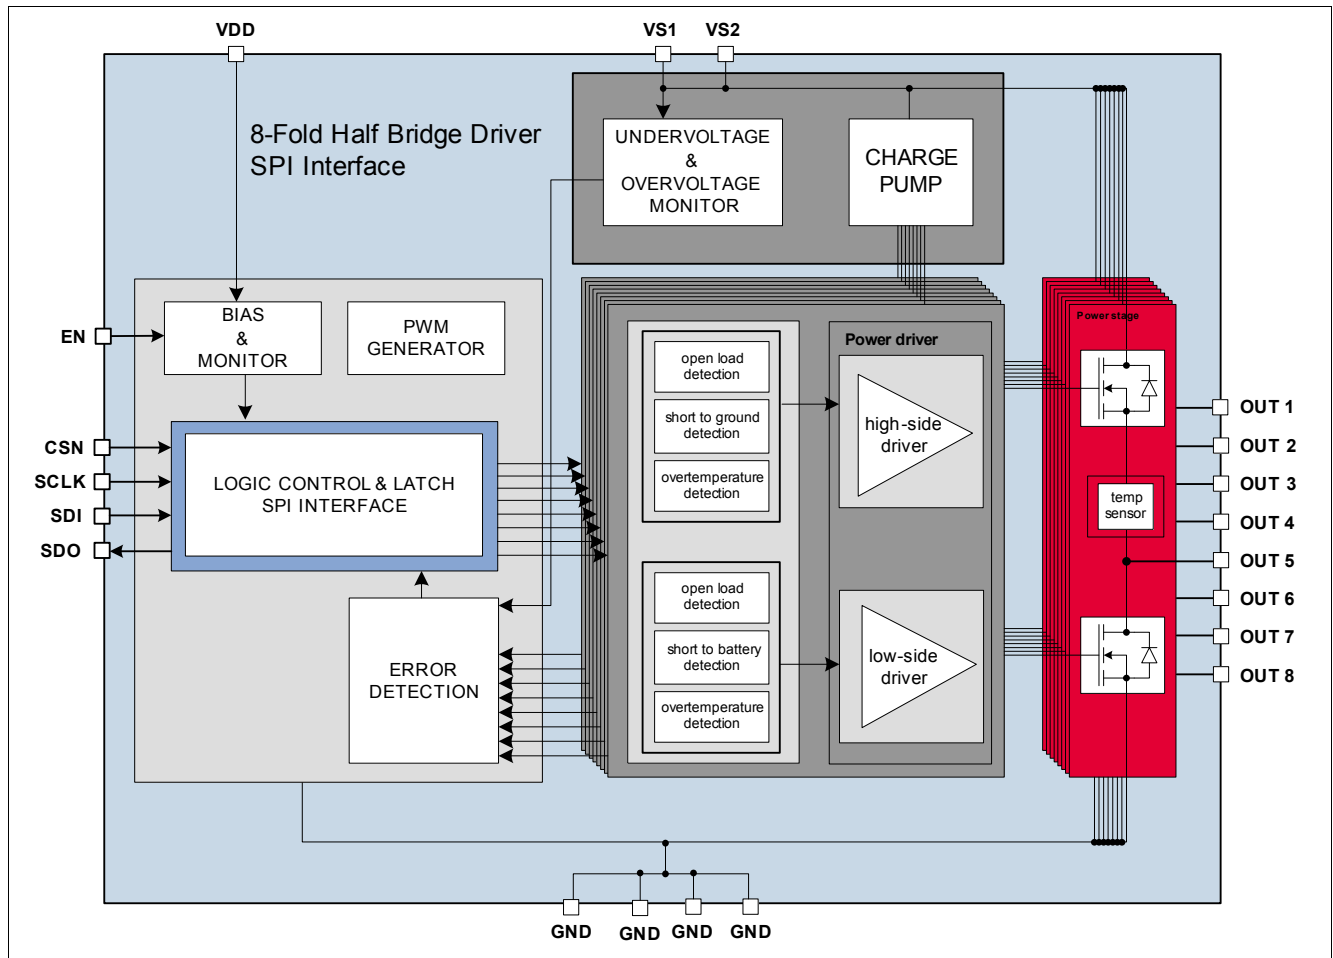 VDD
VS1
VS2
8-Fold Half Bridge Driver
SPI Interface
UNDERVOLTAGE
&
OVERVOLTAGE
MONITOR
CHARGE
PUMP
BIAS
&
MONITOR
PWM
GENERATOR
EN
CSN
SCLK
SDI
SDO
LOGIC CONTROL & LATCH
SPI INTERFACE
ERROR
DETECTION
open load
detection
short to ground
detection
overtemperature
detection
open load
detection
short to battery
detection
overtemperature
detection
Power driver
high-side
driver
low-side
driver
Power stage
temp
sensor
OUT 1
OUT 2
OUT 3
OUT 4
OUT 5
OUT 6
OUT 7
OUT 8
GND
GND
GND
GND